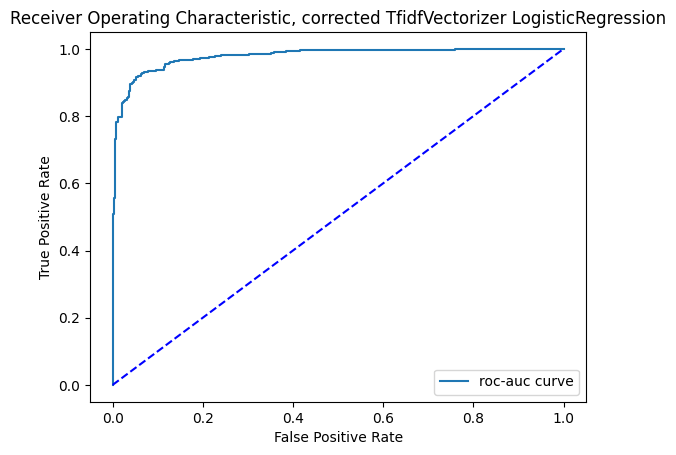 Receiver Operating Characteristic, corrected TfidfVectorizer LogisticRegression
1.0
0.8
0.6
0.4
0.2
0.0
True Positive Rate
roc-auc curve
0.0 0.2 0.4 0.6 0.8 1.0
False Positive Rate